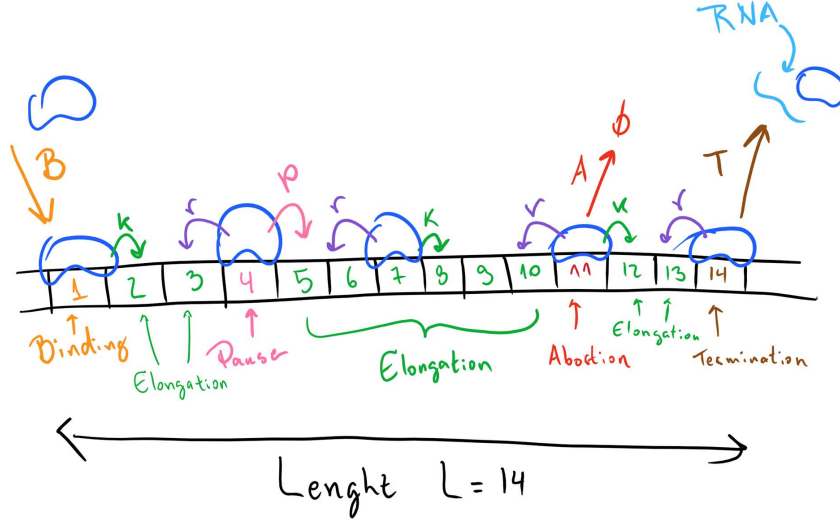 RNA
B
k
r
p
r
k
r
A
ϕ
k
r
T
1 2 3 4 5 6 7 8 9 10 11 12 13 14
Binding
Elongation
Pause
Elongation
Abortion
Elongation
Termination
Lenght L = 14